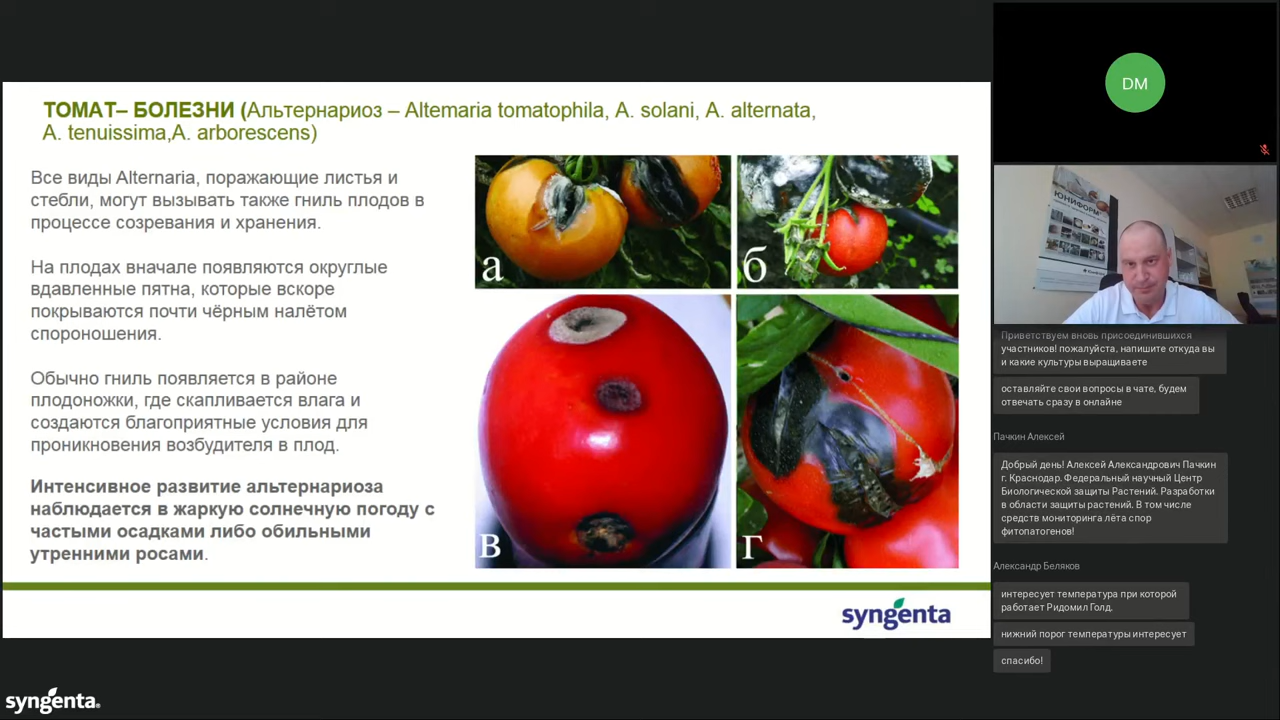 ТОМАТ– БОЛЕЗНИ (Альтернариоз – Altemaria tomatophila, A. solani, A. alternata,
A. tenuissima,A. arborescens)
Все виды Alternaria, поражающие листья и
стебли, могут вызывать также гниль плодов в
процессе созревания и хранения.
На плодах вначале появляются округлые
вдавленные пятна, которые вскоре
покрываются почти чёрным налётом
спороношения.
Обычно гниль появляется в районе
плодоножки, где скапливается влага и
создаются благоприятные условия для
проникновения возбудителя в плод.
Интенсивное развитие альтернариоза
наблюдается в жаркую солнечную погоду с
частыми осадками либо обильными
утренними росами.
а
б
в
г
syngenta
syngenta
DM
ЮНИФОРМ
Приветствуем вновь присоединившихся
участников! пожалуйста, напишите откуда вы
и какие культуры выращиваете
оставляйте свои вопросы в чате, будем
отвечать сразу в онлайне
Пачкин Алексей
Добрый день! Алексей Александрович Пачкин
г. Краснодар. Федеральный научный Центр
Биологической защиты Растений. Разработки
в области защиты растений. В том числе
средств мониторинга лёта спор
фитопатогенов!
Александр Беляков
интересует температура при которой
работает Ридомил Голд.
нижний порог температуры интересует
спасибо!